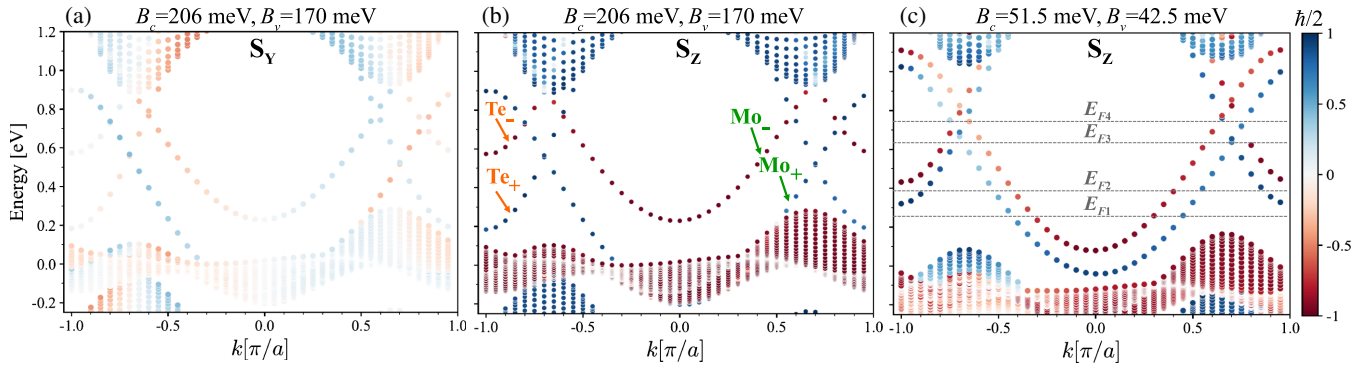 (a) B_c=206 meV, B_v=170 meV
(b) B_c=206 meV, B_v=170 meV
(c) B_c=51.5 meV, B_v=42.5 meV
ħ/2
S_Y
S_Z
S_Z
Energy [eV]
1.2
1.0
0.8
0.6
0.4
0.2
0.0
-0.2
Te_-
Te_+
Mo_-
Mo_+
E_F4
E_F3
E_F2
E_F1
1
0.5
0
-0.5
-1
-1.0 -0.5 0.0 0.5 1.0
-1.0 -0.5 0.0 0.5 1.0
-1.0 -0.5 0.0 0.5 1.0
k[π/a]
k[π/a]
k[π/a]